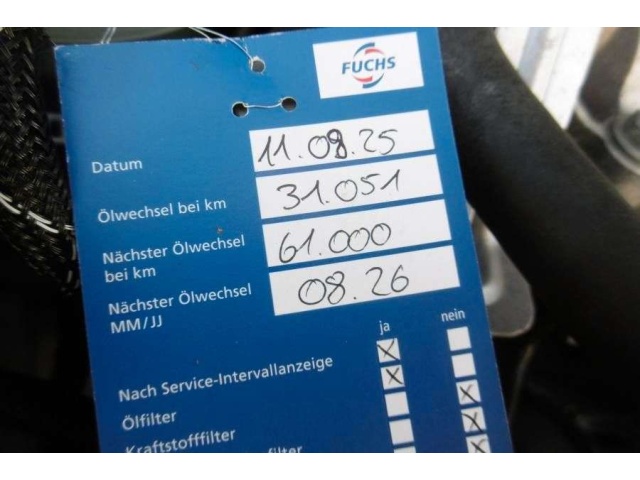 FUCHS
Datum 11.08.25
Ölwechsel bei km 31.051
Nächster Ölwechsel
bei km 61.000
Nächster Ölwechsel
MM/JJ 08.26
ja nein
Nach Service-Intervallanzeige X
Ölfilter X
Kraftstofffilter X
X
filter X